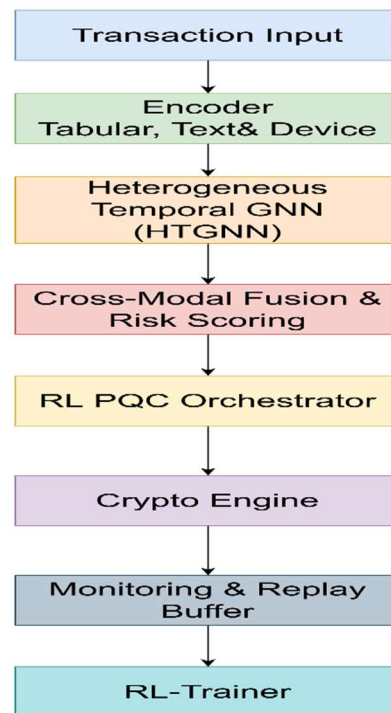 Transaction Input
Encoder
Tabular, Text& Device
Heterogeneous
Temporal GNN
(HTGNN)
Cross-Modal Fusion &
Risk Scoring
RL PQC Orchestrator
Crypto Engine
Monitoring & Replay
Buffer
RL-Trainer